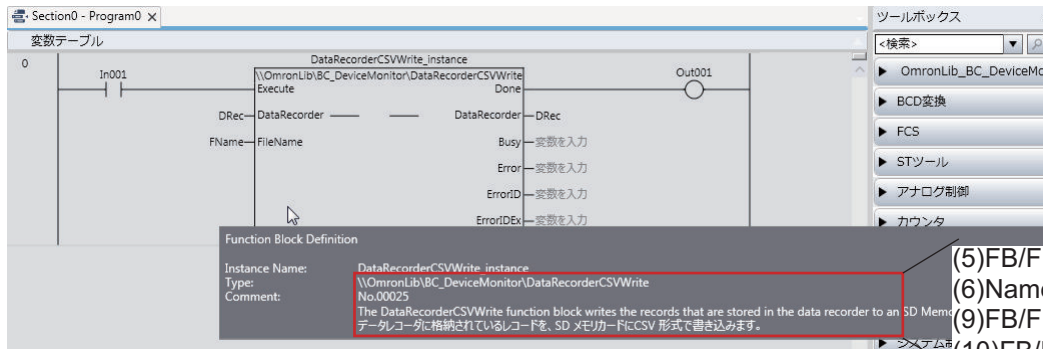 Section0 - Program0
ツールボックス
変数テーブル
<検索>
0
DataRecorderCSVWrite_instance
In001
\\OmronLib\BC_DeviceMonitor\DataRecorderCSVWrite
Out001
Execute
Done
DRec
DataRecorder
DataRecorder
DRec
FName
FileName
Busy
変数を入力
Error
変数を入力
ErrorID
変数を入力
ErrorIDEx
変数を入力
OmronLib_BC_DeviceMo
BCD変換
FCS
STツール
アナログ制御
カウンタ
Function Block Definition
Instance Name: DataRecorderCSVWrite_instance
Type: \\OmronLib\BC_DeviceMonitor\DataRecorderCSVWrite
Comment: No.00025
The DataRecorderCSVWrite function block writes the records that are stored in the data recorder to an SD Mem
データレコーダに格納されているレコードを、SD メモリカードにCSV 形式で書き込みます。
(5)FB/F
(6)Name
(9)FB/F